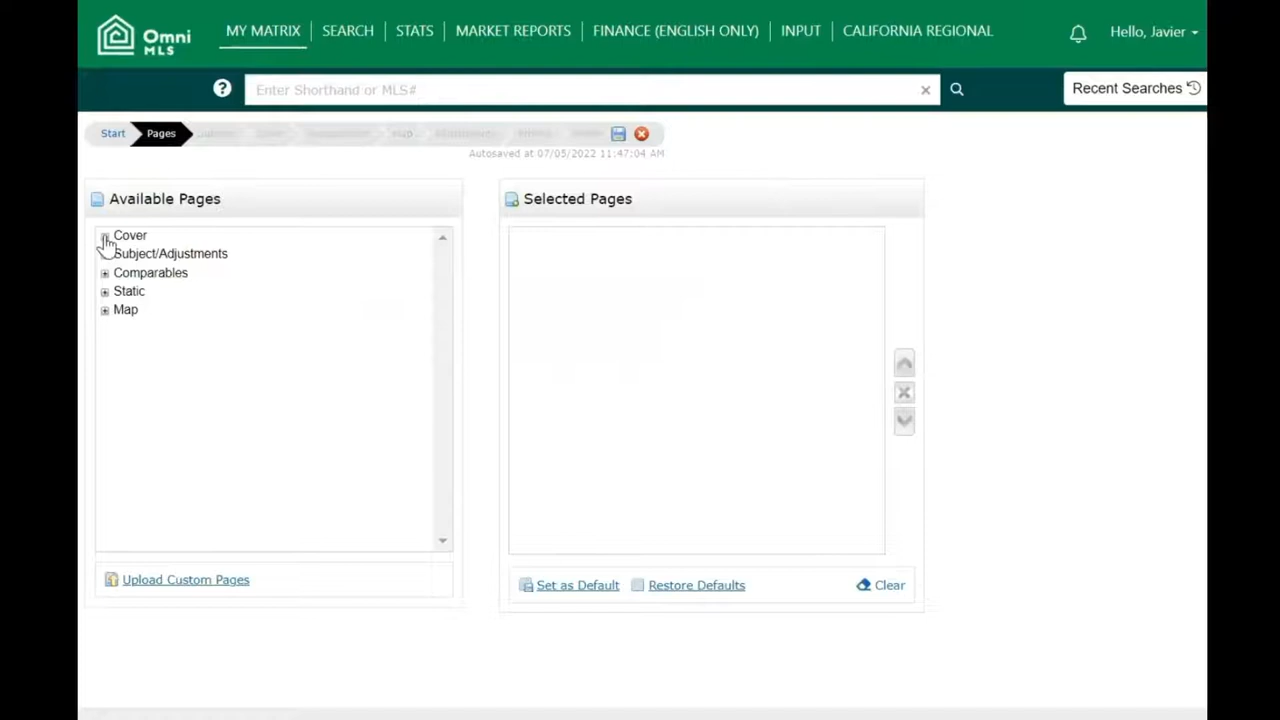 Omni
MLS
MY MATRIX
SEARCH
STATS
MARKET REPORTS
FINANCE (ENGLISH ONLY)
INPUT
CALIFORNIA REGIONAL
Hello, Javier
?
Enter Shorthand or MLS#
Recent Searches
Start
Pages
Map
Autosaved at 07/05/2022 11:47:04 AM
Available Pages
Cover
Subject/Adjustments
Comparables
Static
Map
Upload Custom Pages
Selected Pages
Set as Default
Restore Defaults
Clear